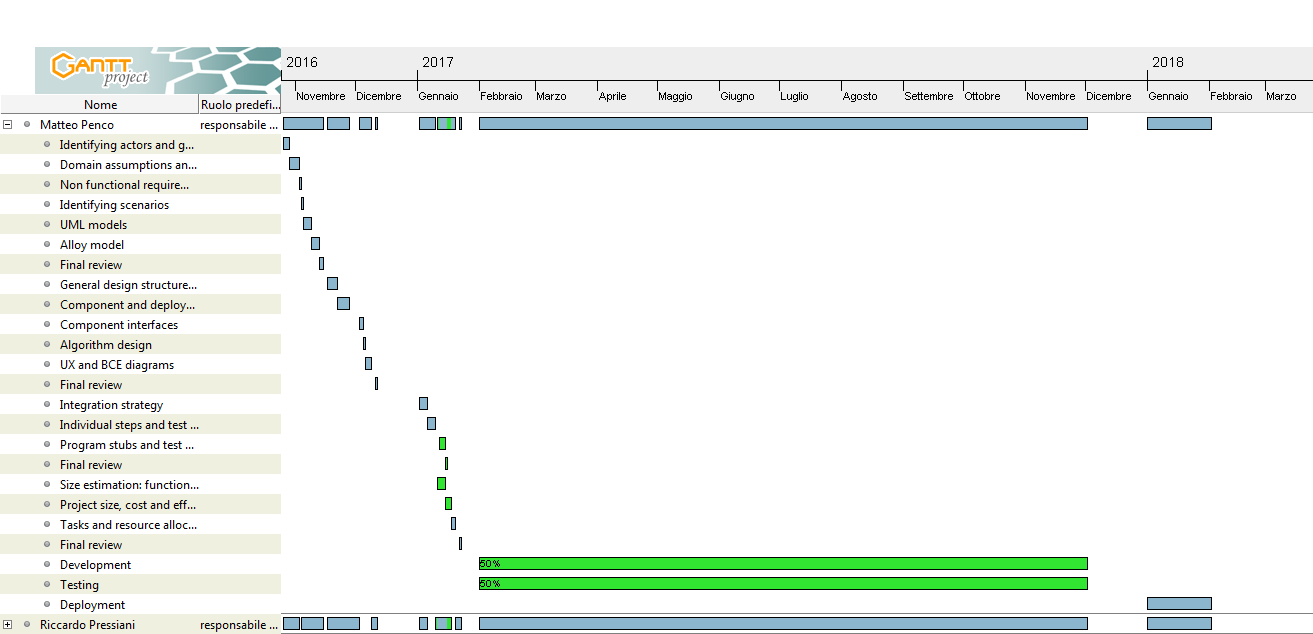 GANTT
project
2016 2017 2018
Novembre Dicembre Gennaio Febbraio Marzo Aprile Maggio Giugno Luglio Agosto Settembre Ottobre Novembre Dicembre Gennaio Febbraio Marzo
Nome Ruolo predefi...
Matteo Penco responsabile ...
Identifying actors and g...
Domain assumptions an...
Non functional require...
Identifying scenarios
UML models
Alloy model
Final review
General design structure...
Component and deploy...
Component interfaces
Algorithm design
UX and BCE diagrams
Final review
Integration strategy
Individual steps and test ...
Program stubs and test ...
Final review
Size estimation: function...
Project size, cost and eff...
Tasks and resource alloc...
Final review
Development 50%
Testing 50%
Deployment
Riccardo Pressiani responsabile ...